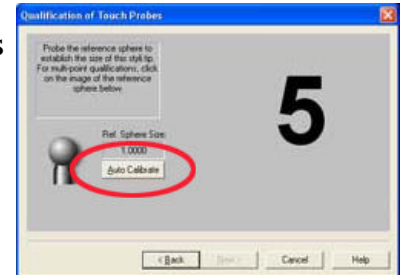 Qualification of Touch Probes
s
Probe the reference sphere to
establish the size of this styli tip.
For multi-point qualifications, click
on the image of the reference
sphere below.
5
Ref. Sphere Size:
1.0000
Auto Calibrate
< Back
Next >
Cancel
Help